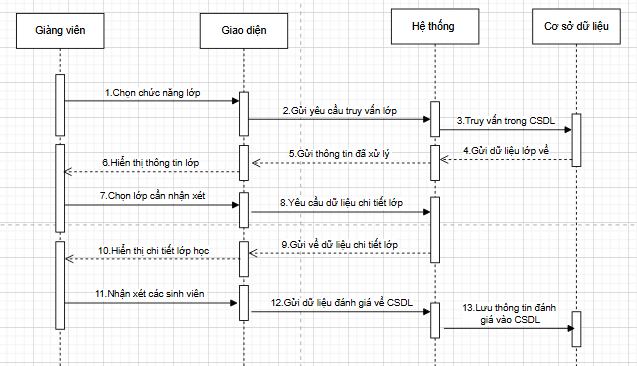 Giảng viên
Giao diện
Hệ thống
Cơ sở dữ liệu
1.Chọn chức năng lớp
2.Gửi yêu cầu truy vấn lớp
3.Truy vấn trong CSDL
4.Gửi dữ liệu lớp về
5.Gửi thông tin đã xử lý
6.Hiển thị thông tin lớp
7.Chọn lớp cần nhận xét
8.Yêu cầu dữ liệu chi tiết lớp
9.Gửi về dữ liệu chi tiết lớp
10.Hiển thị chi tiết lớp học
11.Nhận xét các sinh viên
12.Gửi dữ liệu đánh giá về CSDL
13.Lưu thông tin đánh
giá vào CSDL